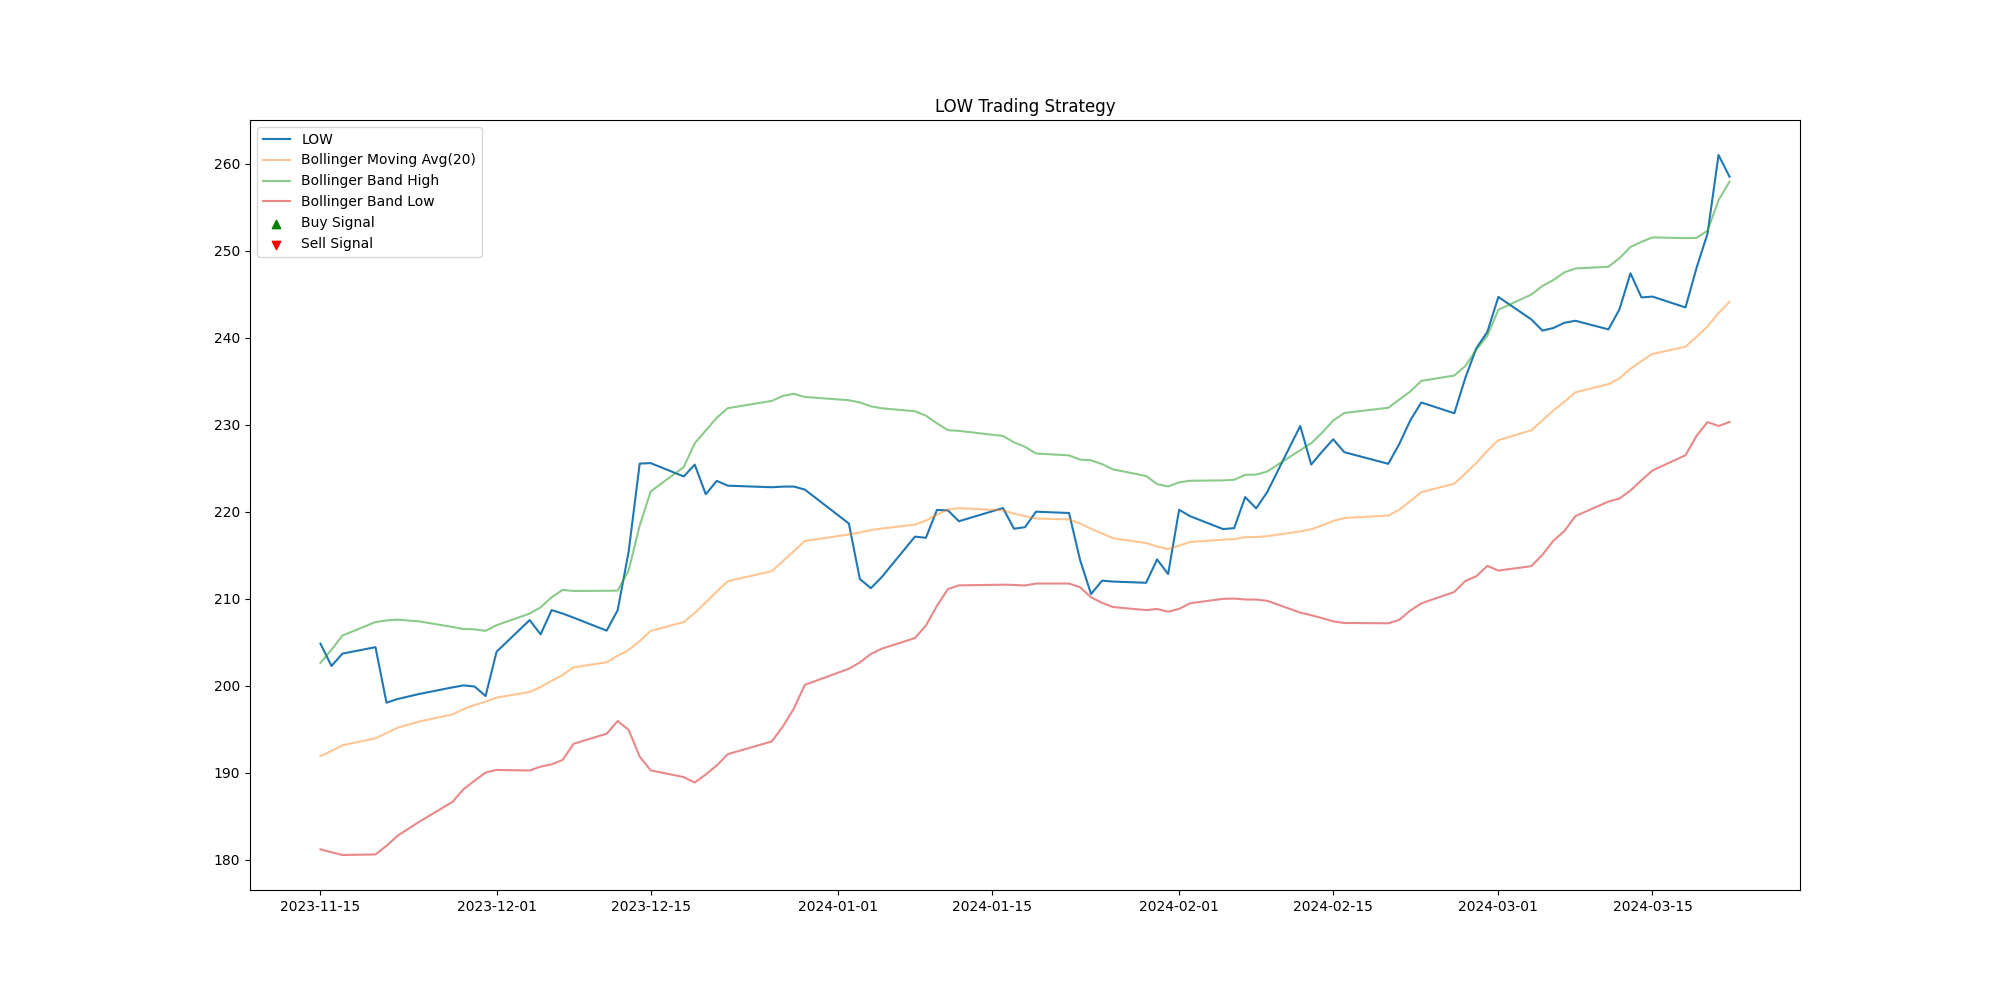 LOW Trading Strategy
LOW
Bollinger Moving Avg(20)
Bollinger Band High
Bollinger Band Low
Buy Signal
Sell Signal
260
250
240
230
220
210
200
190
180
2023-11-15
2023-12-01
2023-12-15
2024-01-01
2024-01-15
2024-02-01
2024-02-15
2024-03-01
2024-03-15